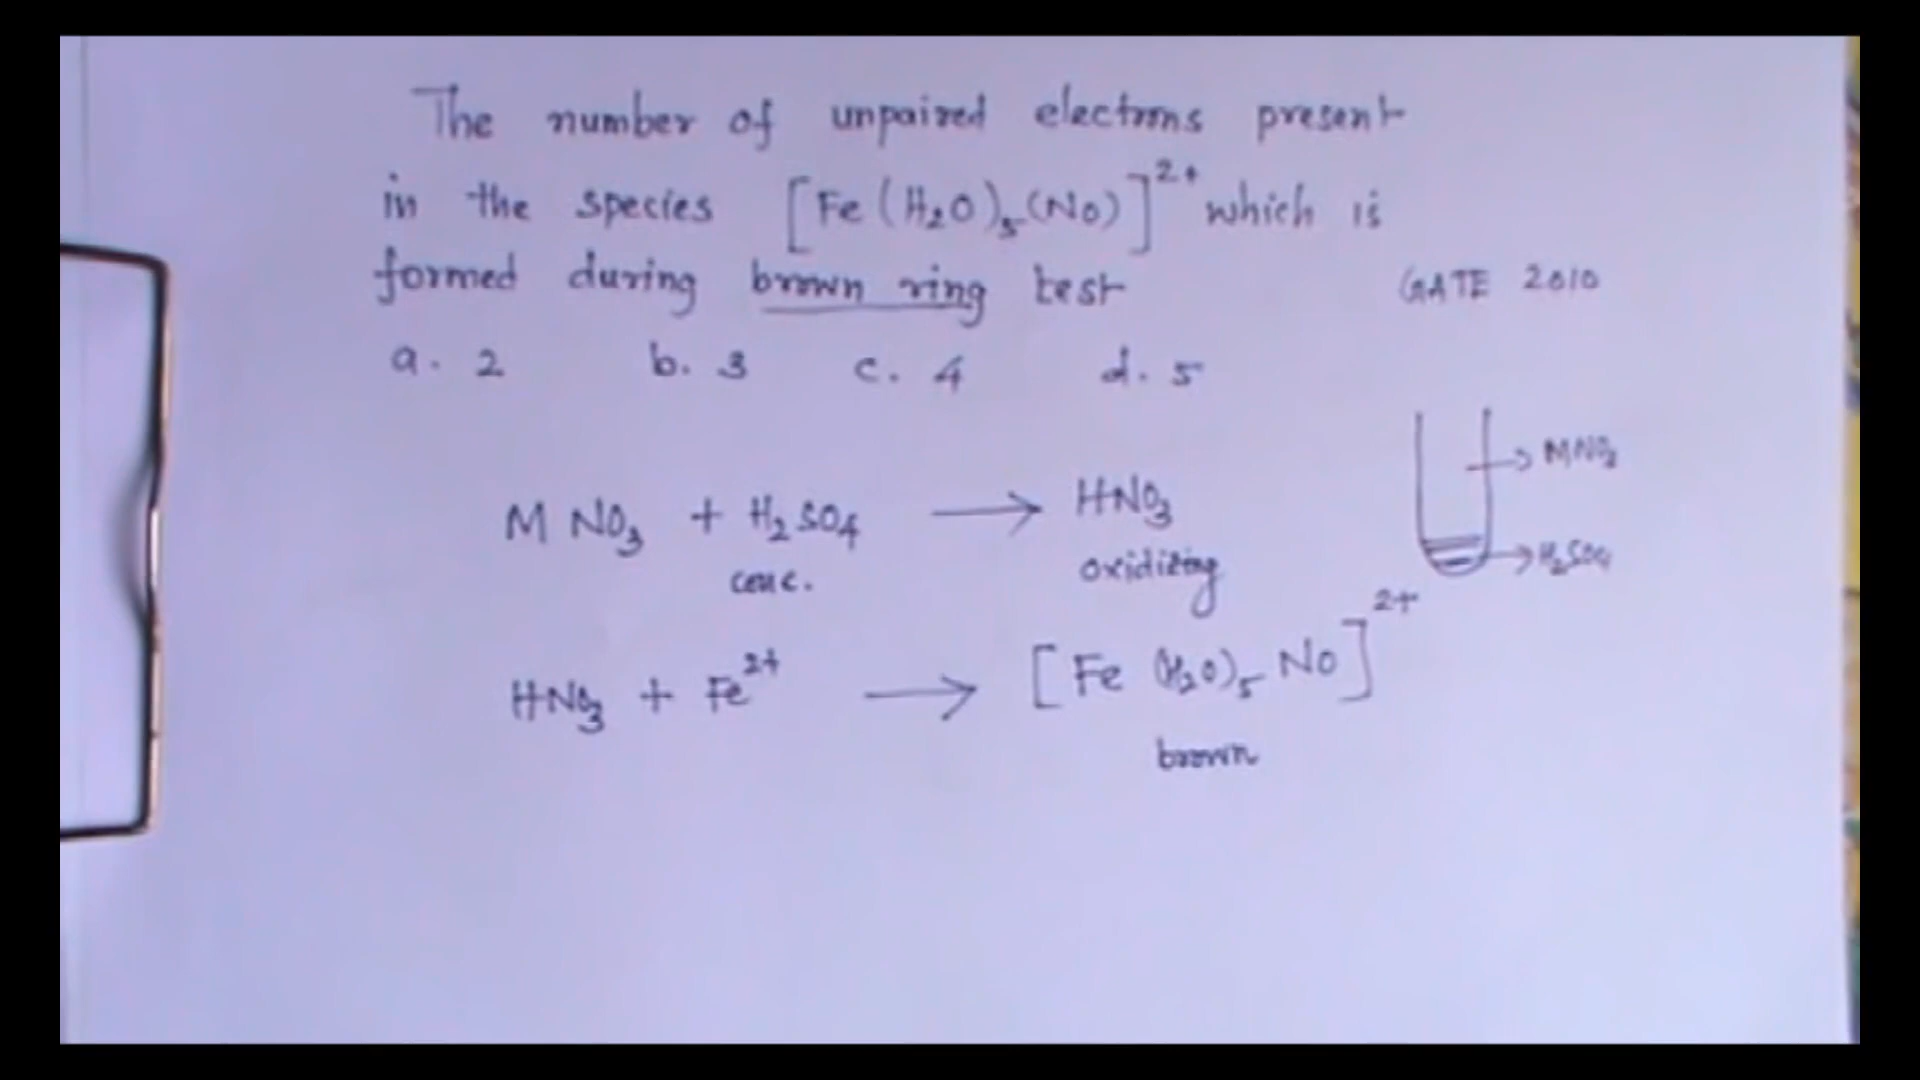 The number of unpaired electrons present
in the species [Fe(H₂O)₅(NO)]²⁺ which is
formed during brown ring test
GATE 2010
a. 2 b. 3 c. 4 d. 5
MNO₃ + H₂SO₄ → HNO₃
conc. oxidizing
→ MNO₃
→ H₂SO₄
HNO₃ + Fe²⁺ → [Fe(H₂O)₅NO]²⁺
brown